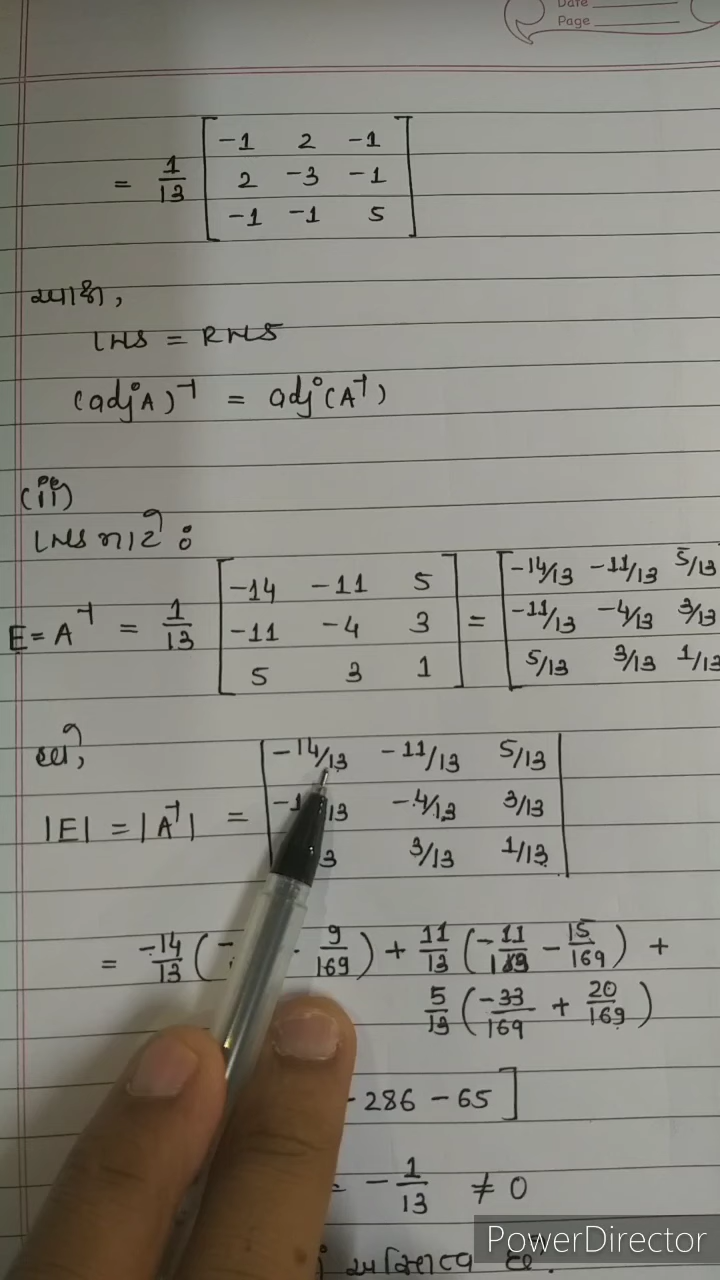 Date
Page
= 1/13 [ -1 2 -1
2 -3 -1
-1 -1 5 ]
LHS = RHS
(adj A)⁻¹ = adj (A⁻¹)
(ii)
LHS માટે :
E = A⁻¹ = 1/13 [ -14 -11 5 ] = [ -14/13 -11/13 5/13
-11 -4 3 -11/13 -4/13 3/13
5 3 1 5/13 3/13 1/13
હવે,
|E| = |A⁻¹| = | -14/13 -11/13 5/13 |
13 -4/13 3/13
3 3/13 1/13
= -14/13 ( - 9/169 ) + 11/13 ( -11/169 - 15/169 ) +
5/13 ( -33/169 + 20/169 )
- 286 - 65 ]
= - 1/13 ≠ 0
PowerDirector